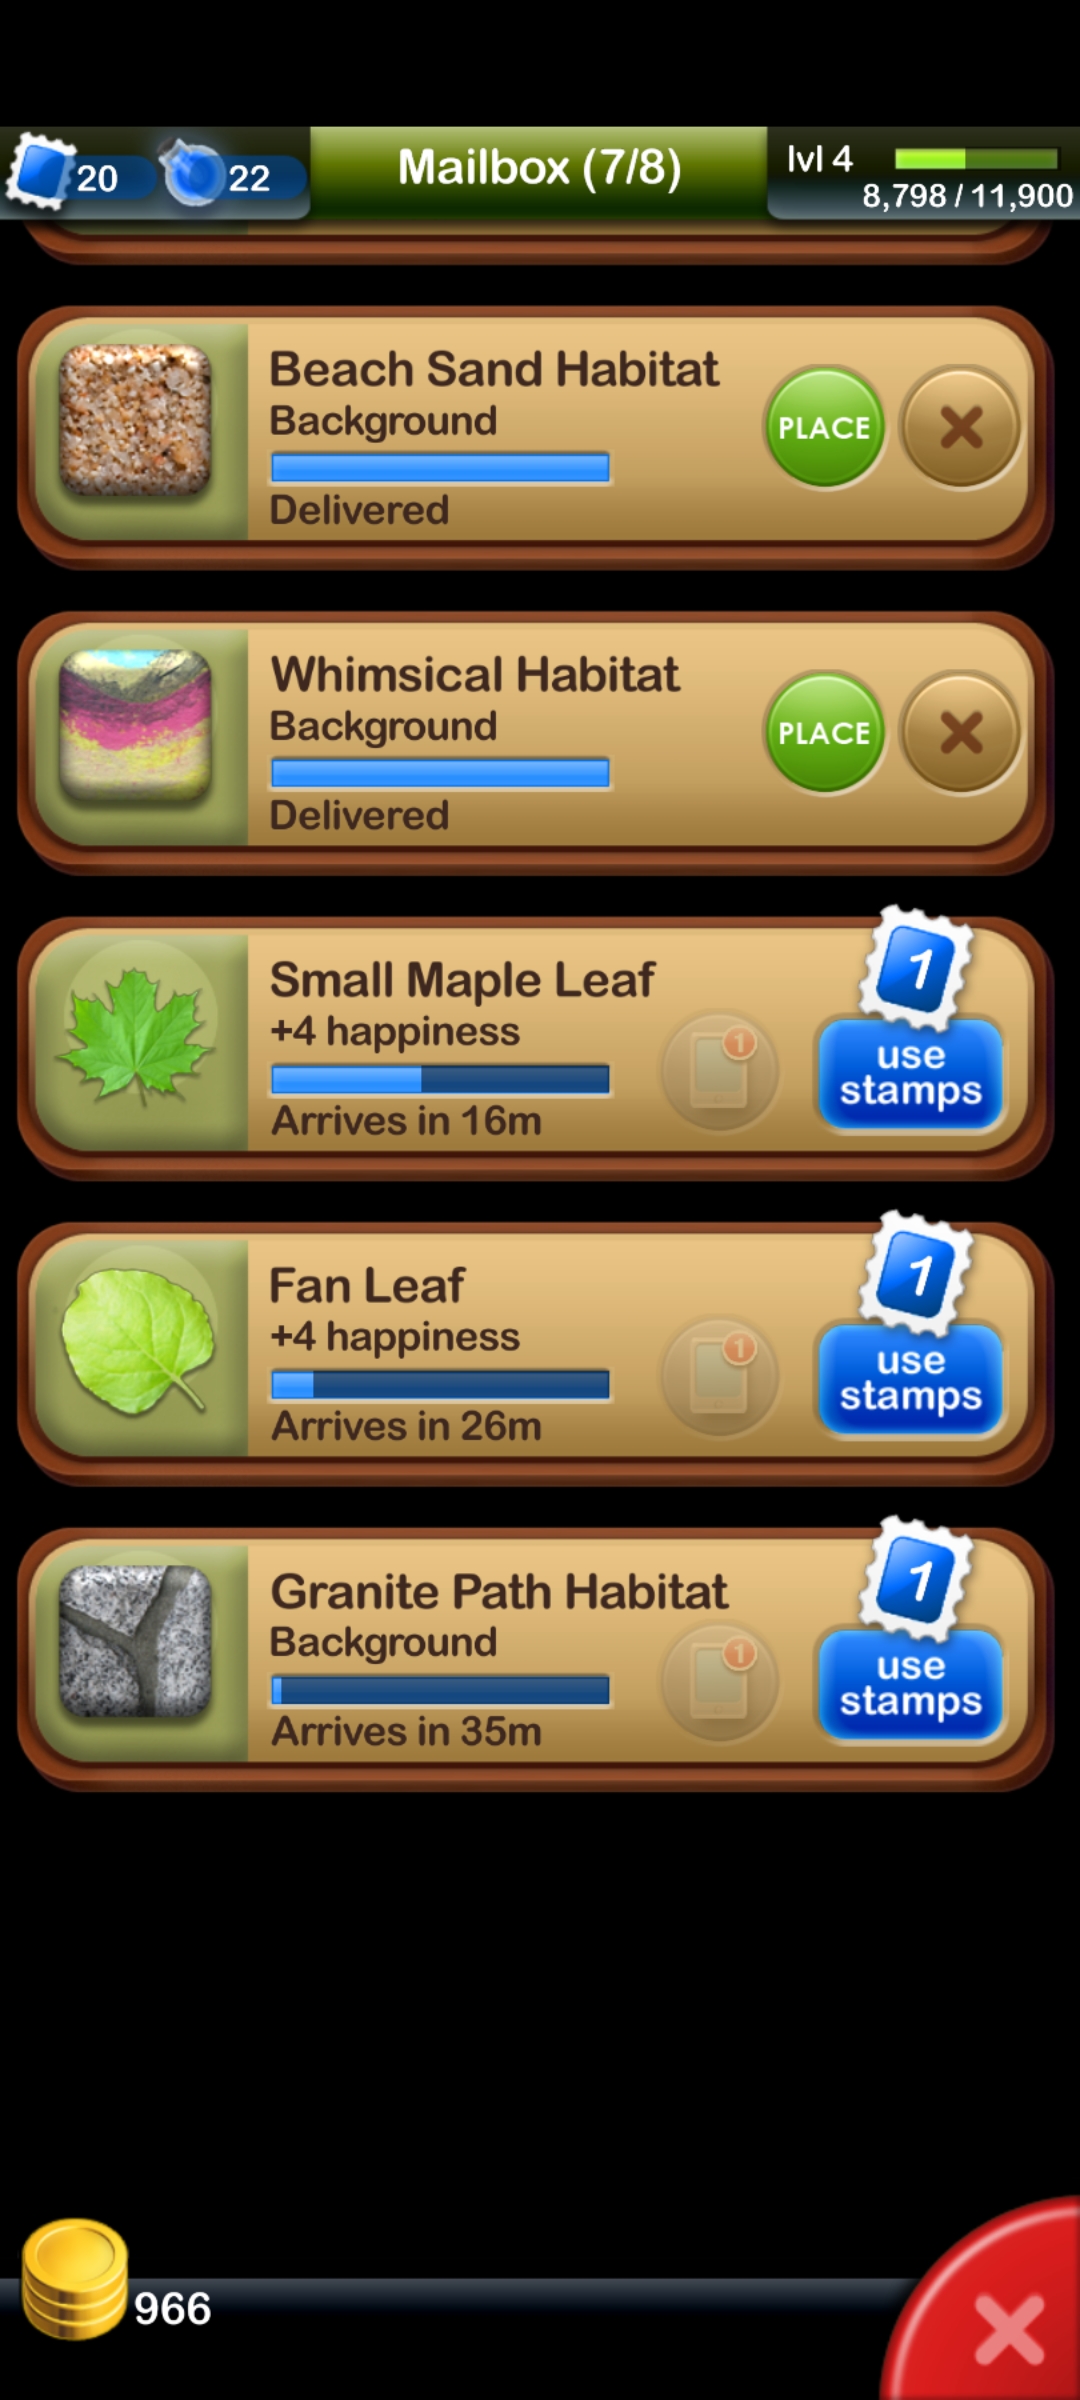 20
22
Mailbox (7/8)
lvl 4
8,798 / 11,900
Beach Sand Habitat
Background
Delivered
PLACE
Whimsical Habitat
Background
Delivered
PLACE
Small Maple Leaf
+4 happiness
Arrives in 16m
1
1
use
stamps
Fan Leaf
+4 happiness
Arrives in 26m
1
1
use
stamps
Granite Path Habitat
Background
Arrives in 35m
1
1
use
stamps
966